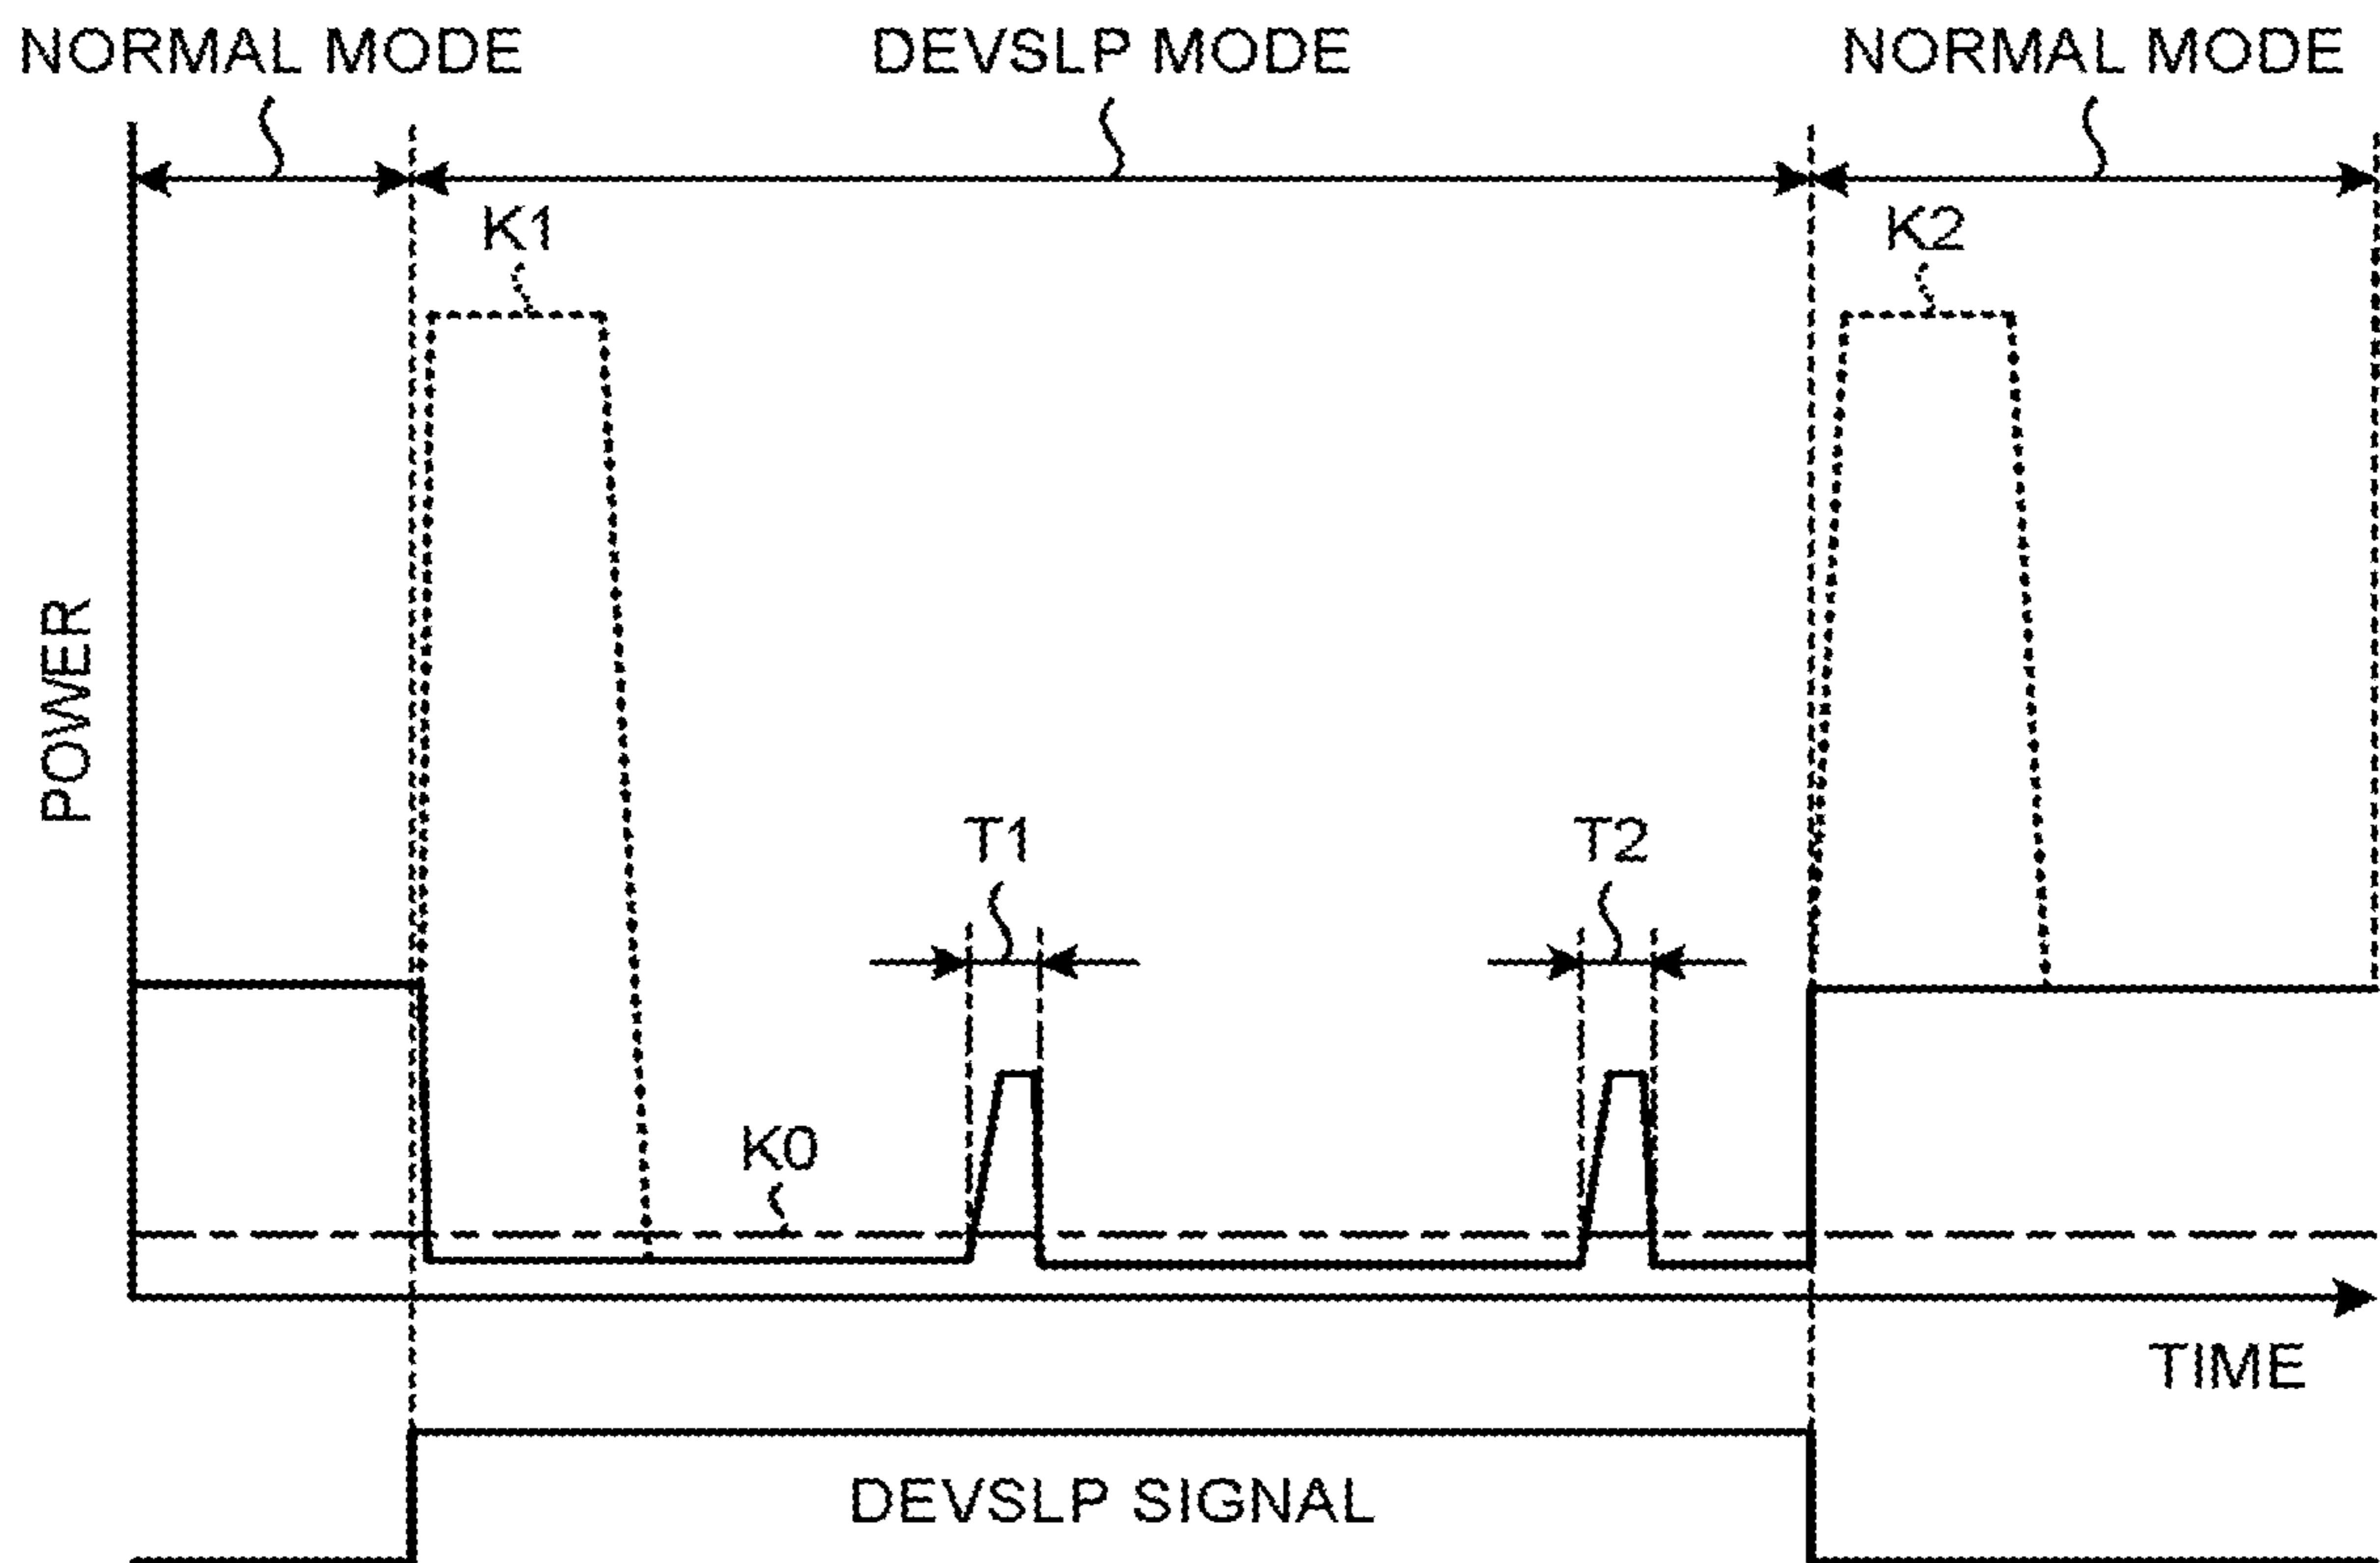 NORMAL MODE
DEVSLP MODE
NORMAL MODE
K1
K2
POWER
T1
T2
K0
TIME
DEVSLP SIGNAL